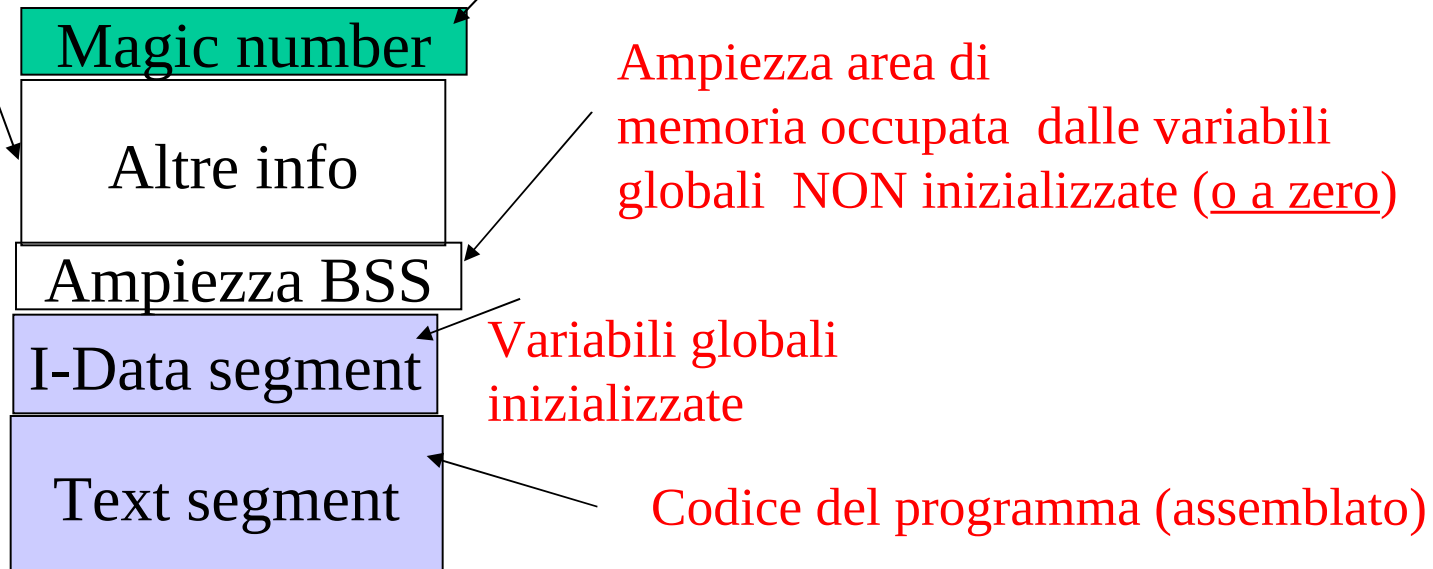 Magic number
Altre info
Ampiezza BSS
I-Data segment
Text segment
Ampiezza area di
memoria occupata dalle variabili
globali NON inizializzate (o a zero)
Variabili globali
inizializzate
Codice del programma (assemblato)